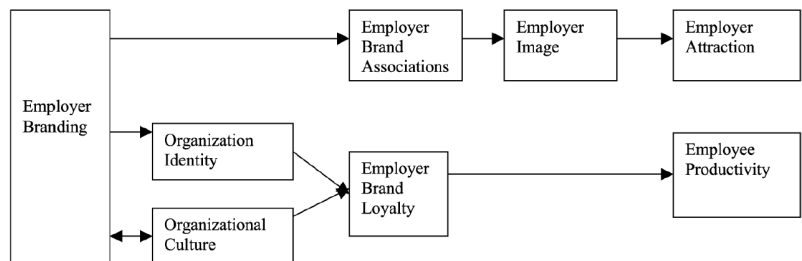 Employer
Branding
Employer
Brand
Associations
Employer
Image
Employer
Attraction
Organization
Identity
Organizational
Culture
Employer
Brand
Loyalty
Employee
Productivity